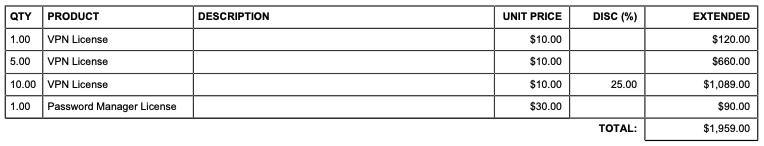 QTY PRODUCT DESCRIPTION UNIT PRICE DISC (%) EXTENDED
1.00 VPN License $10.00 $120.00
5.00 VPN License $10.00 $660.00
10.00 VPN License $10.00 25.00 $1,089.00
1.00 Password Manager License $30.00 $90.00
TOTAL: $1,959.00